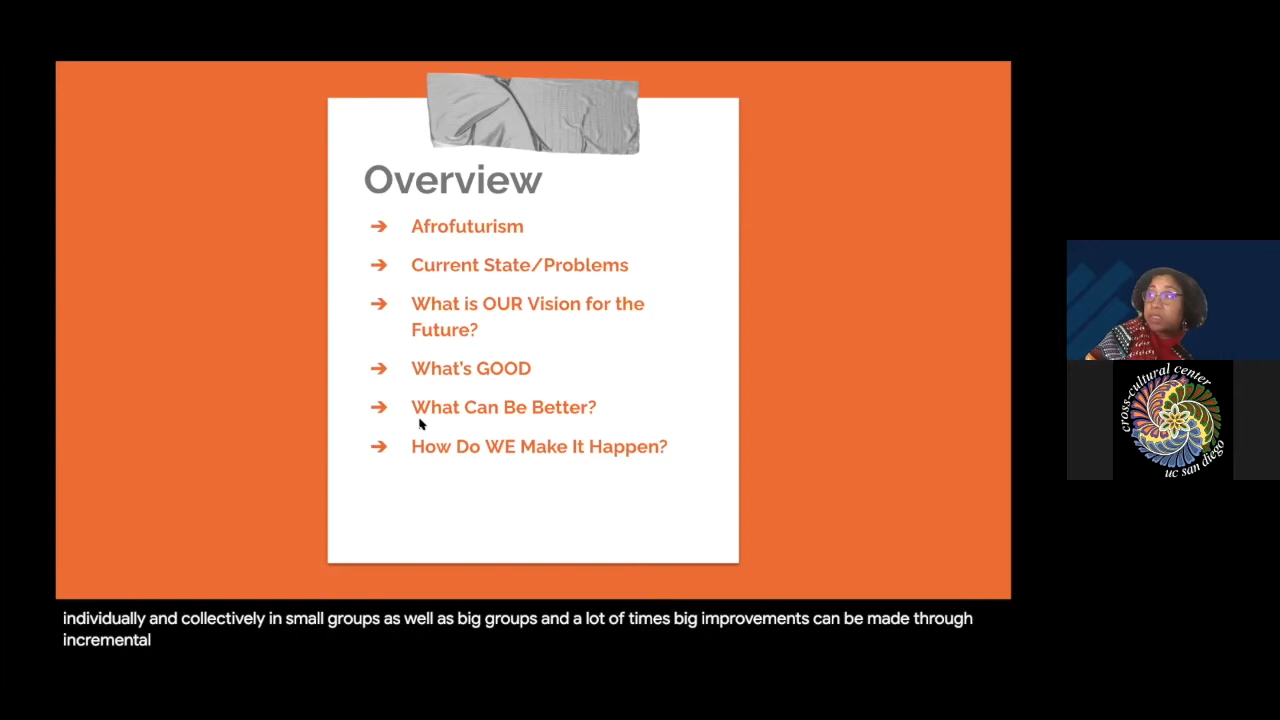 Overview
➔ Afrofuturism
➔ Current State/Problems
➔ What is OUR Vision for the
Future?
➔ What's GOOD
➔ What Can Be Better?
➔ How Do WE Make It Happen?
cross-cultural center
uc san diego
individually and collectively in small groups as well as big groups and a lot of times big improvements can be made through
incremental